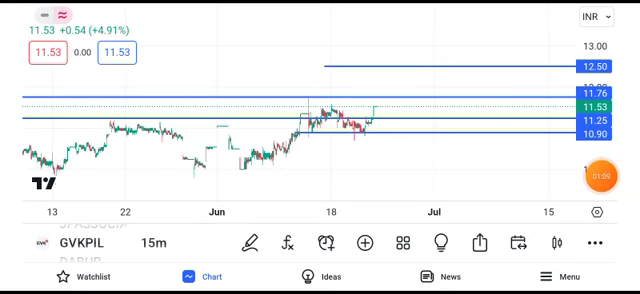 INR
11.53 +0.54 (+4.91%)
11.53 0.00 11.53
13.00
12.50
11.76
11.53
11.25
10.90
01:09
13 22 Jun 18 Jul 15
GVKPIL 15m
Watchlist Chart Ideas News Menu